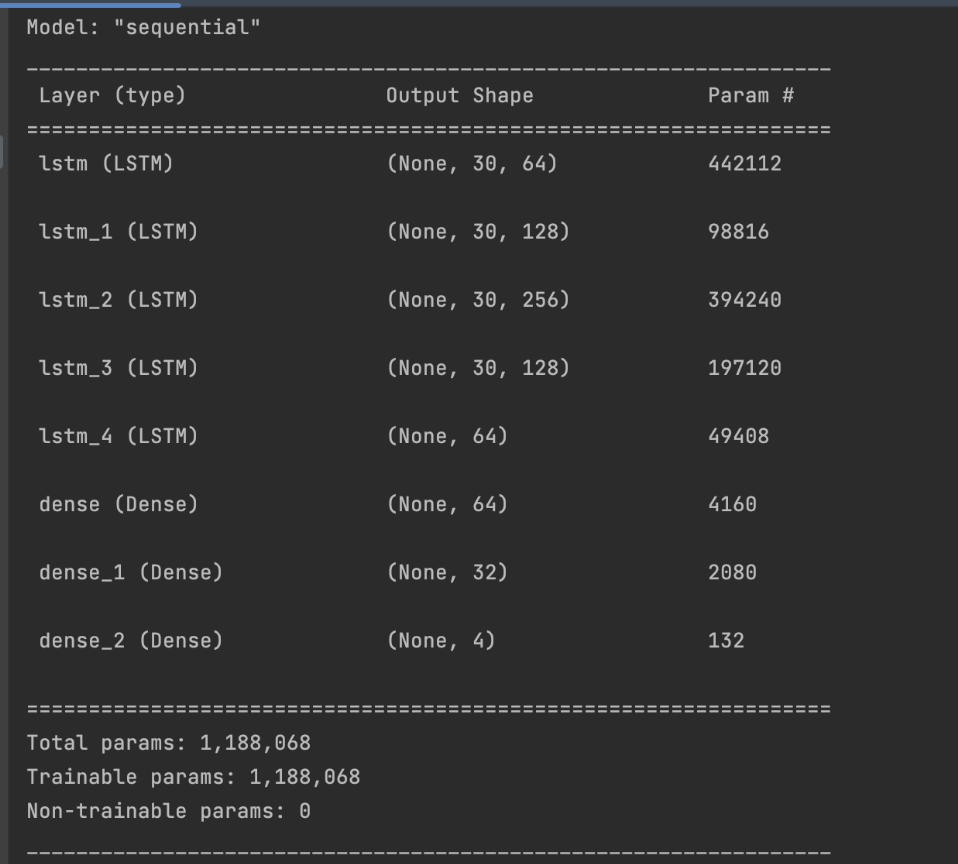 Model: "sequential"
_________________________________________________________________
Layer (type) Output Shape Param #
=================================================================
lstm (LSTM) (None, 30, 64) 442112
lstm_1 (LSTM) (None, 30, 128) 98816
lstm_2 (LSTM) (None, 30, 256) 394240
lstm_3 (LSTM) (None, 30, 128) 197120
lstm_4 (LSTM) (None, 64) 49408
dense (Dense) (None, 64) 4160
dense_1 (Dense) (None, 32) 2080
dense_2 (Dense) (None, 4) 132
=================================================================
Total params: 1,188,068
Trainable params: 1,188,068
Non-trainable params: 0
_________________________________________________________________